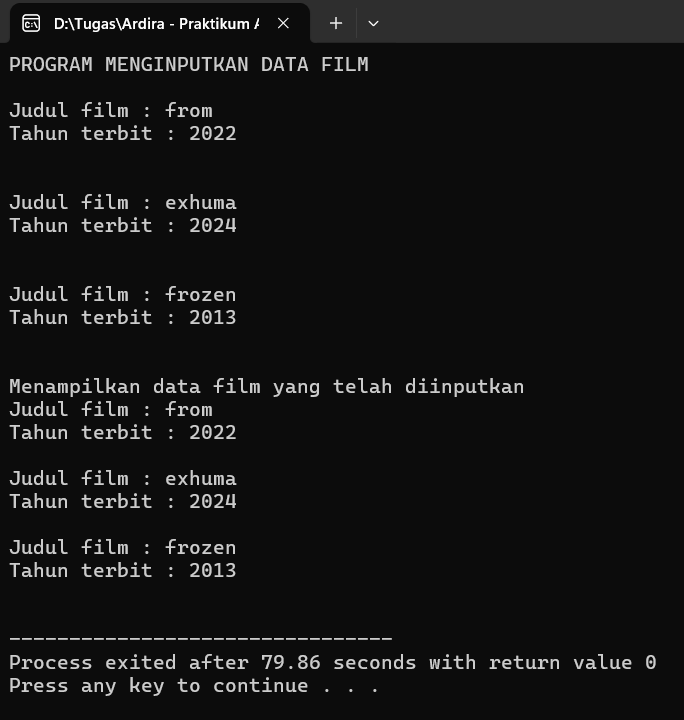 D:\Tugas\Ardira - Praktikum A
PROGRAM MENGINPUTKAN DATA FILM
Judul film : from
Tahun terbit : 2022
Judul film : exhuma
Tahun terbit : 2024
Judul film : frozen
Tahun terbit : 2013
Menampilkan data film yang telah diinputkan
Judul film : from
Tahun terbit : 2022
Judul film : exhuma
Tahun terbit : 2024
Judul film : frozen
Tahun terbit : 2013
--------------------------------
Process exited after 79.86 seconds with return value 0
Press any key to continue . . .